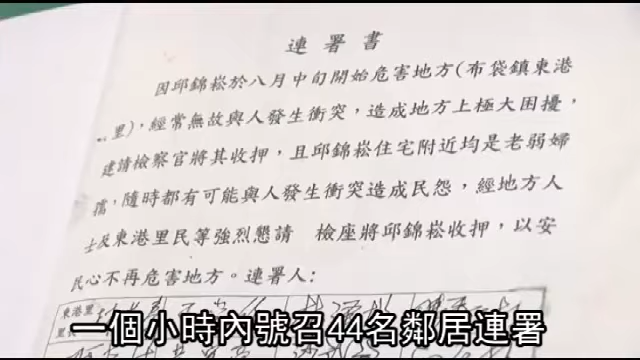 連署書
因邱錦崧於八月中旬開始危害地方(布袋鎮東港
里),經常無故與人發生衝突,造成地方上極大困擾,
建請檢察官將其收押,且邱錦崧住宅附近均是老弱婦
孺,隨時都有可能與人發生衝突造成民怨,經地方人
士及東港里民等強烈懇請 檢座將邱錦崧收押,以安
民心不再危害地方。連署人:
東港里
里長
一個小時內號召44名鄰居連署